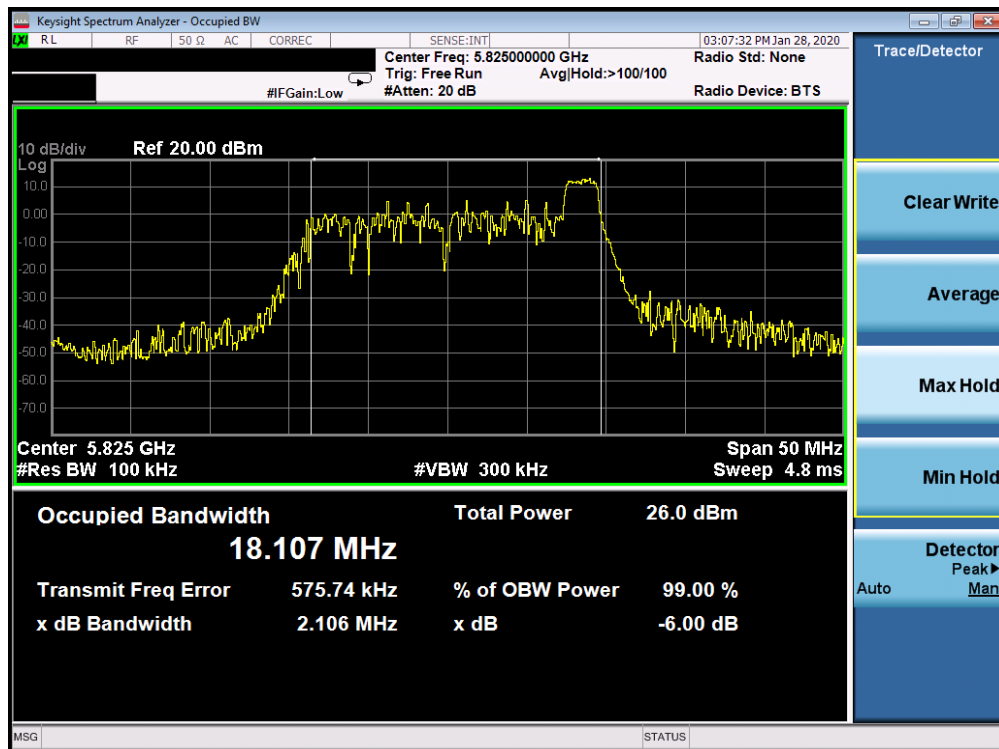 Keysight Spectrum Analyzer - Occupied BW
LXI RL RF 50 Ω AC CORREC SENSE:INT 03:07:32 PM Jan 28, 2020
Center Freq: 5.825000000 GHz Radio Std: None
Trig: Free Run Avg|Hold:>100/100
#IFGain:Low #Atten: 20 dB Radio Device: BTS
Trace/Detector
10 dB/div Ref 20.00 dBm
Log
10.0
0.00
-10.0
-20.0
-30.0
-40.0
-50.0
-60.0
-70.0
Center 5.825 GHz Span 50 MHz
#Res BW 100 kHz #VBW 300 kHz Sweep 4.8 ms
Occupied Bandwidth Total Power 26.0 dBm
18.107 MHz
Transmit Freq Error 575.74 kHz % of OBW Power 99.00 %
x dB Bandwidth 2.106 MHz x dB -6.00 dB
Clear Write
Average
Max Hold
Min Hold
Detector
Peak▶
Auto Man
MSG STATUS